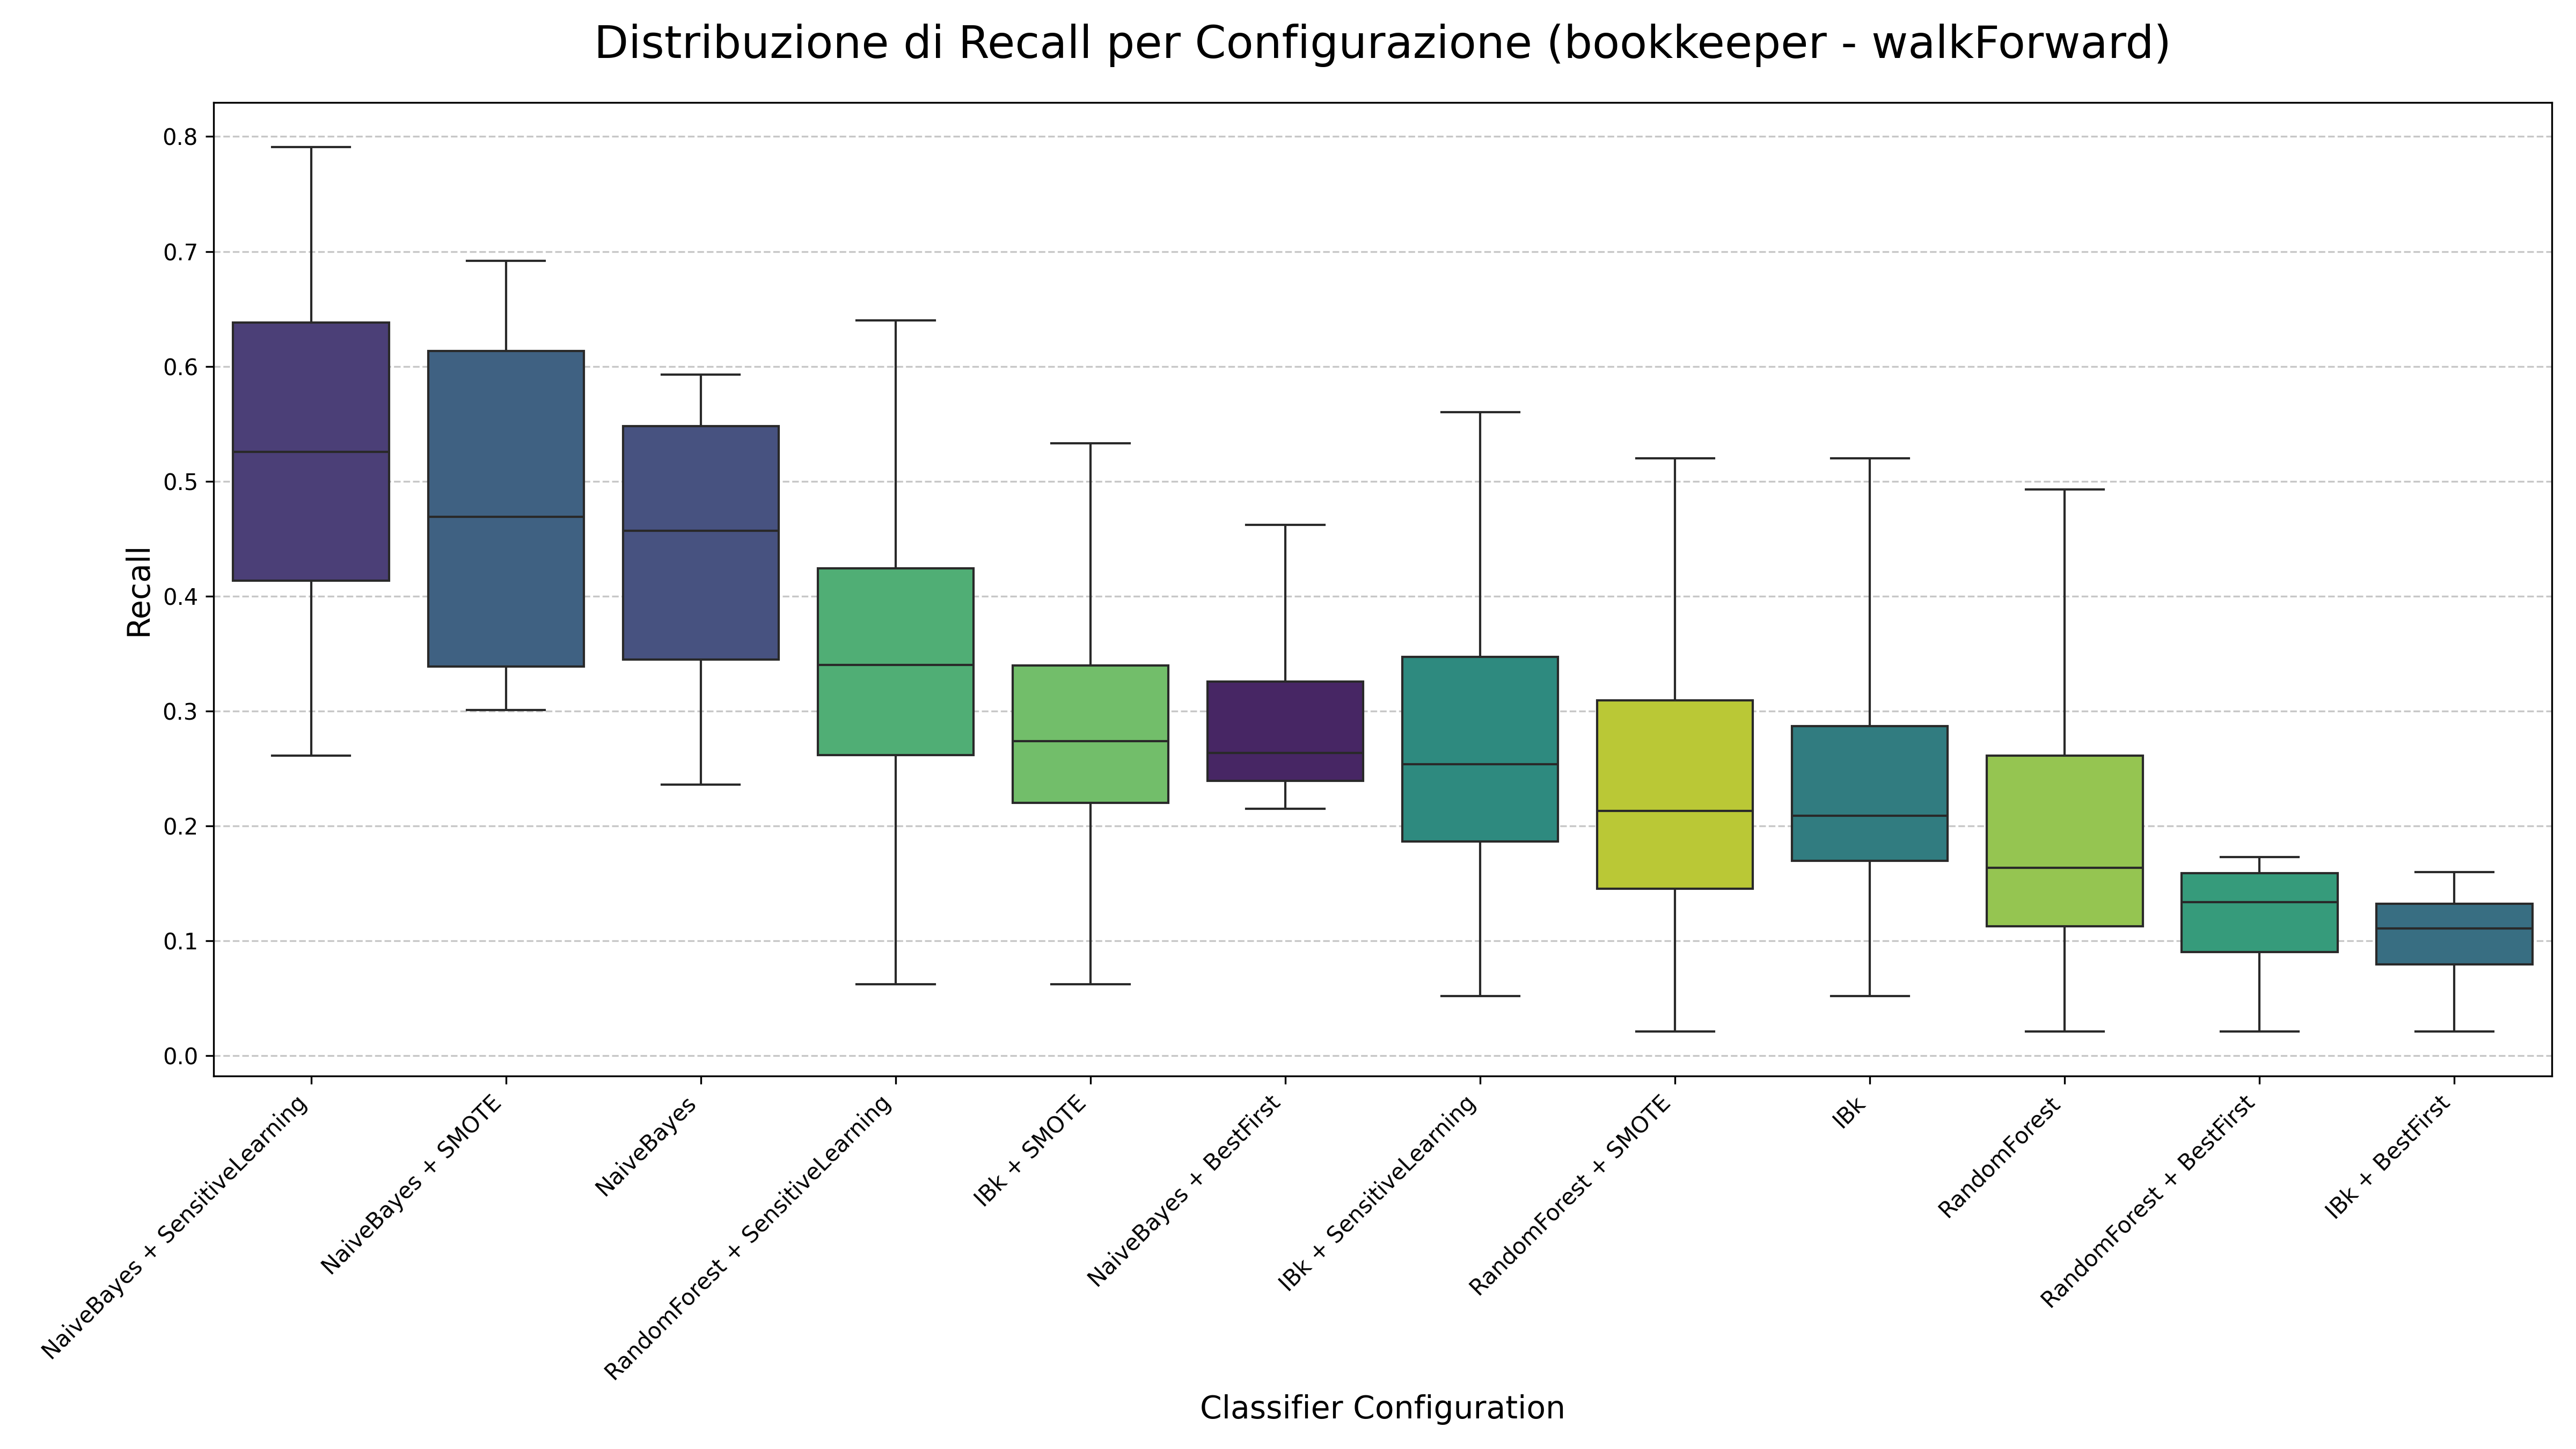 Distribuzione di Recall per Configurazione (bookkeeper - walkForward)
Recall
0.8
0.7
0.6
0.5
0.4
0.3
0.2
0.1
0.0
NaiveBayes + SensitiveLearning
NaiveBayes + SMOTE
NaiveBayes
RandomForest + SensitiveLearning
IBk + SMOTE
NaiveBayes + BestFirst
IBk + SensitiveLearning
RandomForest + SMOTE
IBk
RandomForest
RandomForest + BestFirst
IBk + BestFirst
Classifier Configuration